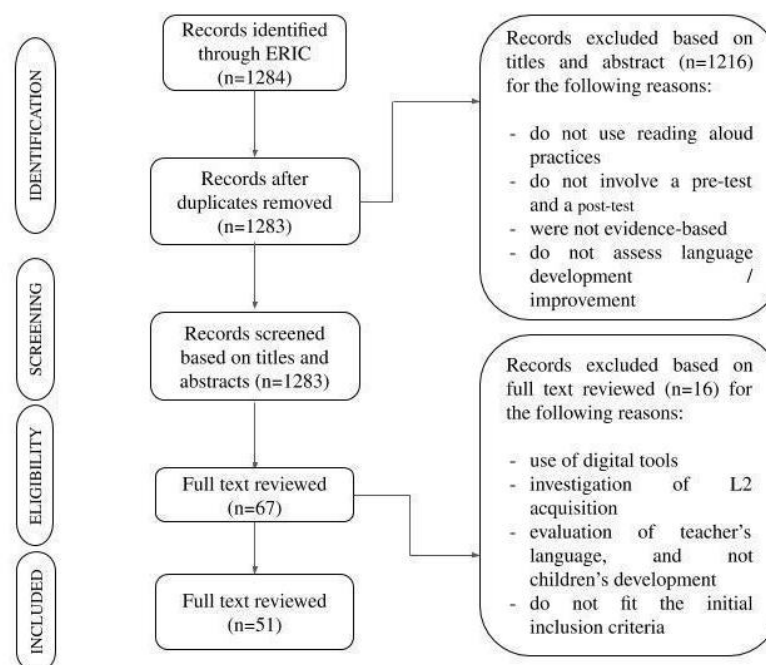 IDENTIFICATION
Records identified
through ERIC
(n=1284)
Records after
duplicates removed
(n=1283)
Records excluded based on
titles and abstract (n=1216)
for the following reasons:
- do not use reading aloud
practices
- do not involve a pre-test
and a post-test
- were not evidence-based
- do not assess language
development /
improvement
SCREENING
Records screened
based on titles and
abstracts (n=1283)
ELIGIBILITY
Full text reviewed
(n=67)
Records excluded based on
full text reviewed (n=16) for
the following reasons:
- use of digital tools
- investigation of L2
acquisition
- evaluation of teacher's
language, and not
children's development
- do not fit the initial
inclusion criteria
INCLUDED
Full text reviewed
(n=51)